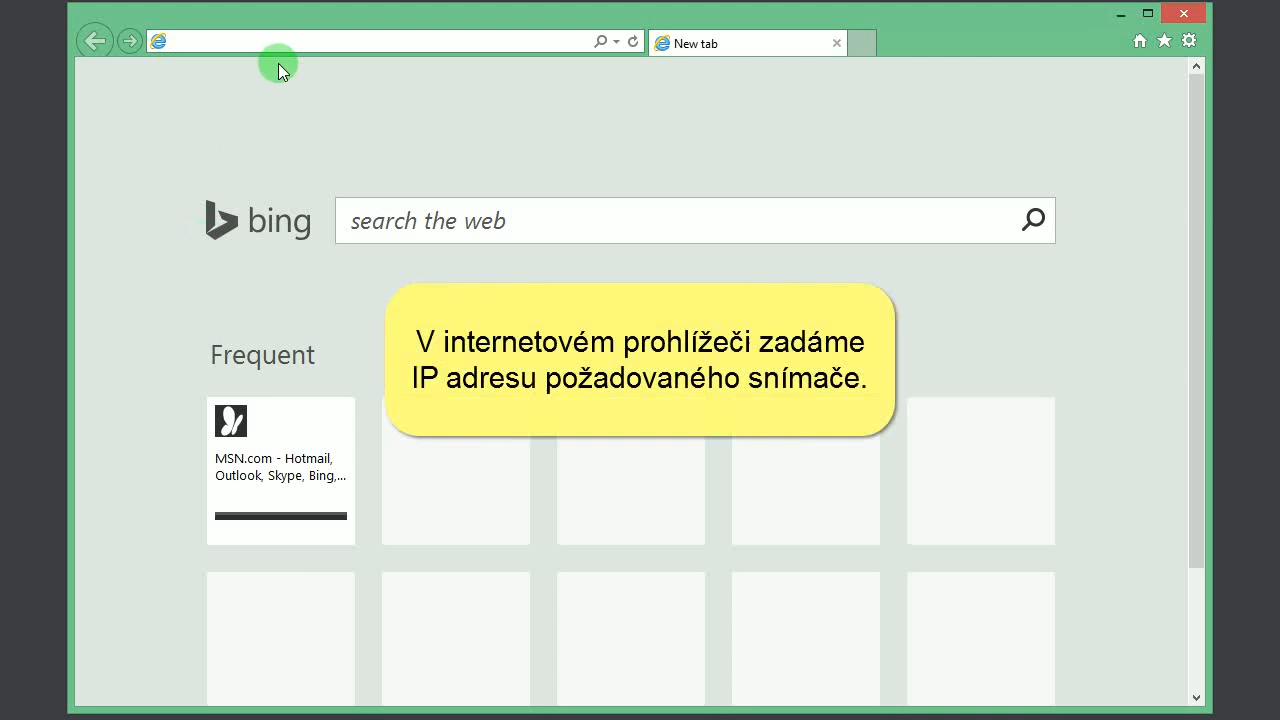 New tab
bing
search the web
V internetovém prohlížeči zadáme
IP adresu požadovaného snímače.
Frequent
MSN.com - Hotmail,
Outlook, Skype, Bing,...